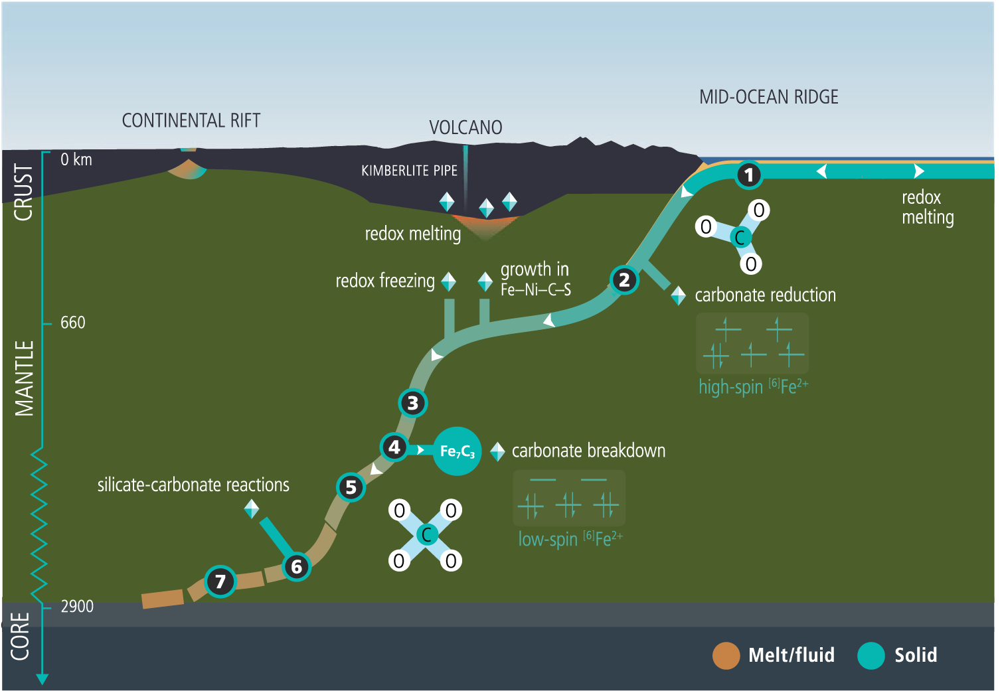 MID-OCEAN RIDGE
CONTINENTAL RIFT
VOLCANO
CRUST
0 km
KIMBERLITE PIPE
1
redox
melting
O
O
C
O
redox melting
redox freezing
growth in
Fe–Ni–C–S
2
carbonate reduction
660
MANTLE
high-spin [6]Fe2+
3
4
Fe7C3
carbonate breakdown
silicate-carbonate reactions
5
O
O
C
O
O
low-spin [6]Fe2+
6
7
2900
CORE
Melt/fluid
Solid